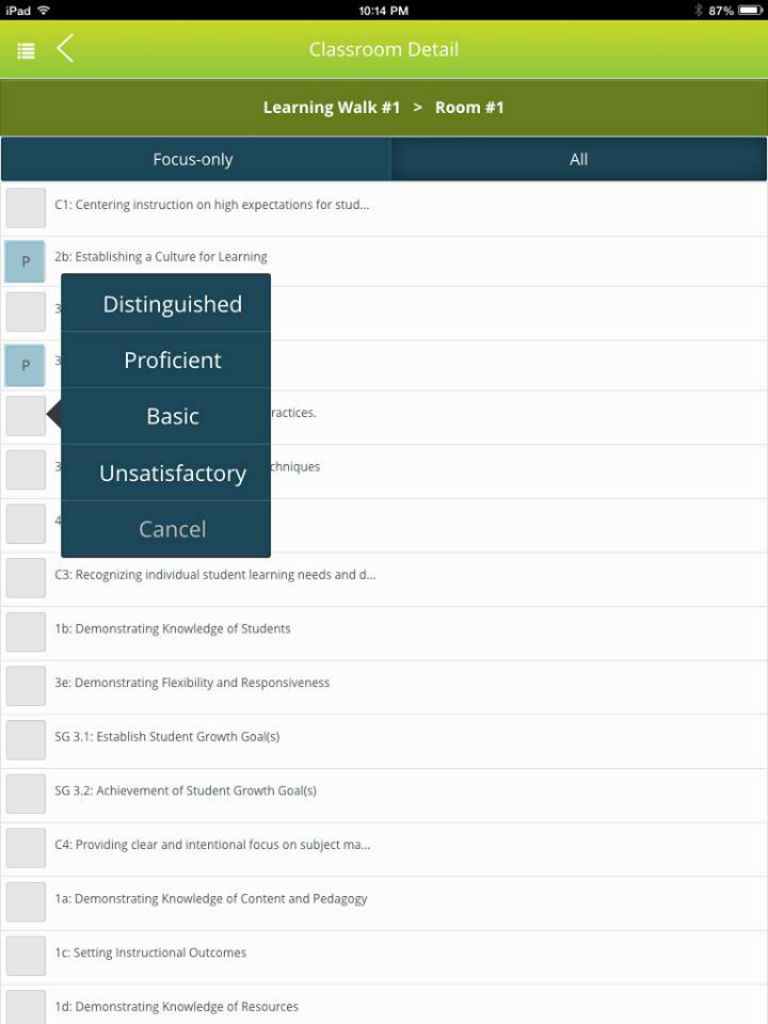 iPad 10:14 PM 87%
Classroom Detail
Learning Walk #1 > Room #1
Focus-only All
C1: Centering instruction on high expectations for stud...
P 2b: Establishing a Culture for Learning
3
Distinguished
P 3
Proficient
Basic
ractices.
3 chniques
Unsatisfactory
4
Cancel
C3: Recognizing individual student learning needs and d...
1b: Demonstrating Knowledge of Students
3e: Demonstrating Flexibility and Responsiveness
SG 3.1: Establish Student Growth Goal(s)
SG 3.2: Achievement of Student Growth Goal(s)
C4: Providing clear and intentional focus on subject ma...
1a: Demonstrating Knowledge of Content and Pedagogy
1c: Setting Instructional Outcomes
1d: Demonstrating Knowledge of Resources